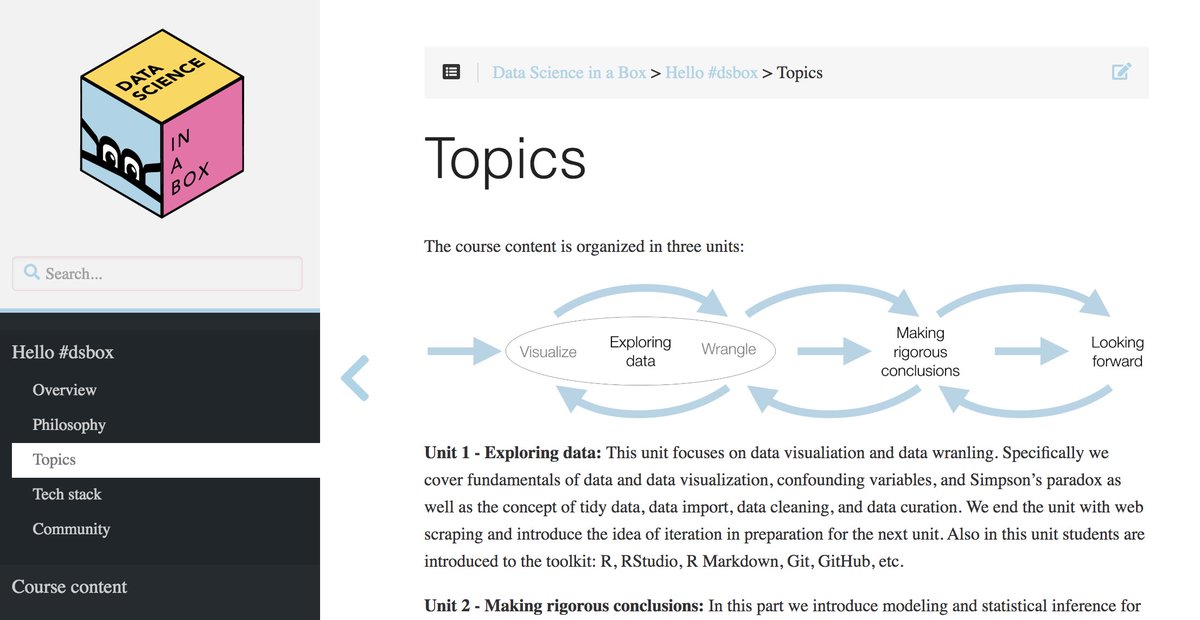 DATA
SCIENCE
IN
A
BOX
Search...
Hello #dsbox
Overview
Philosophy
Topics
Tech stack
Community
Course content
Data Science in a Box > Hello #dsbox > Topics
Topics
The course content is organized in three units:
Visualize
Exploring
data
Wrangle
Making
rigorous
conclusions
Looking
forward
Unit 1 - Exploring data: This unit focuses on data visualiation and data wranling. Specifically we
cover fundamentals of data and data visualization, confounding variables, and Simpson's paradox as
well as the concept of tidy data, data import, data cleaning, and data curation. We end the unit with web
scraping and introduce the idea of iteration in preparation for the next unit. Also in this unit students are
introduced to the toolkit: R, RStudio, R Markdown, Git, GitHub, etc.
Unit 2 - Making rigorous conclusions: In this part we introduce modeling and statistical inference for